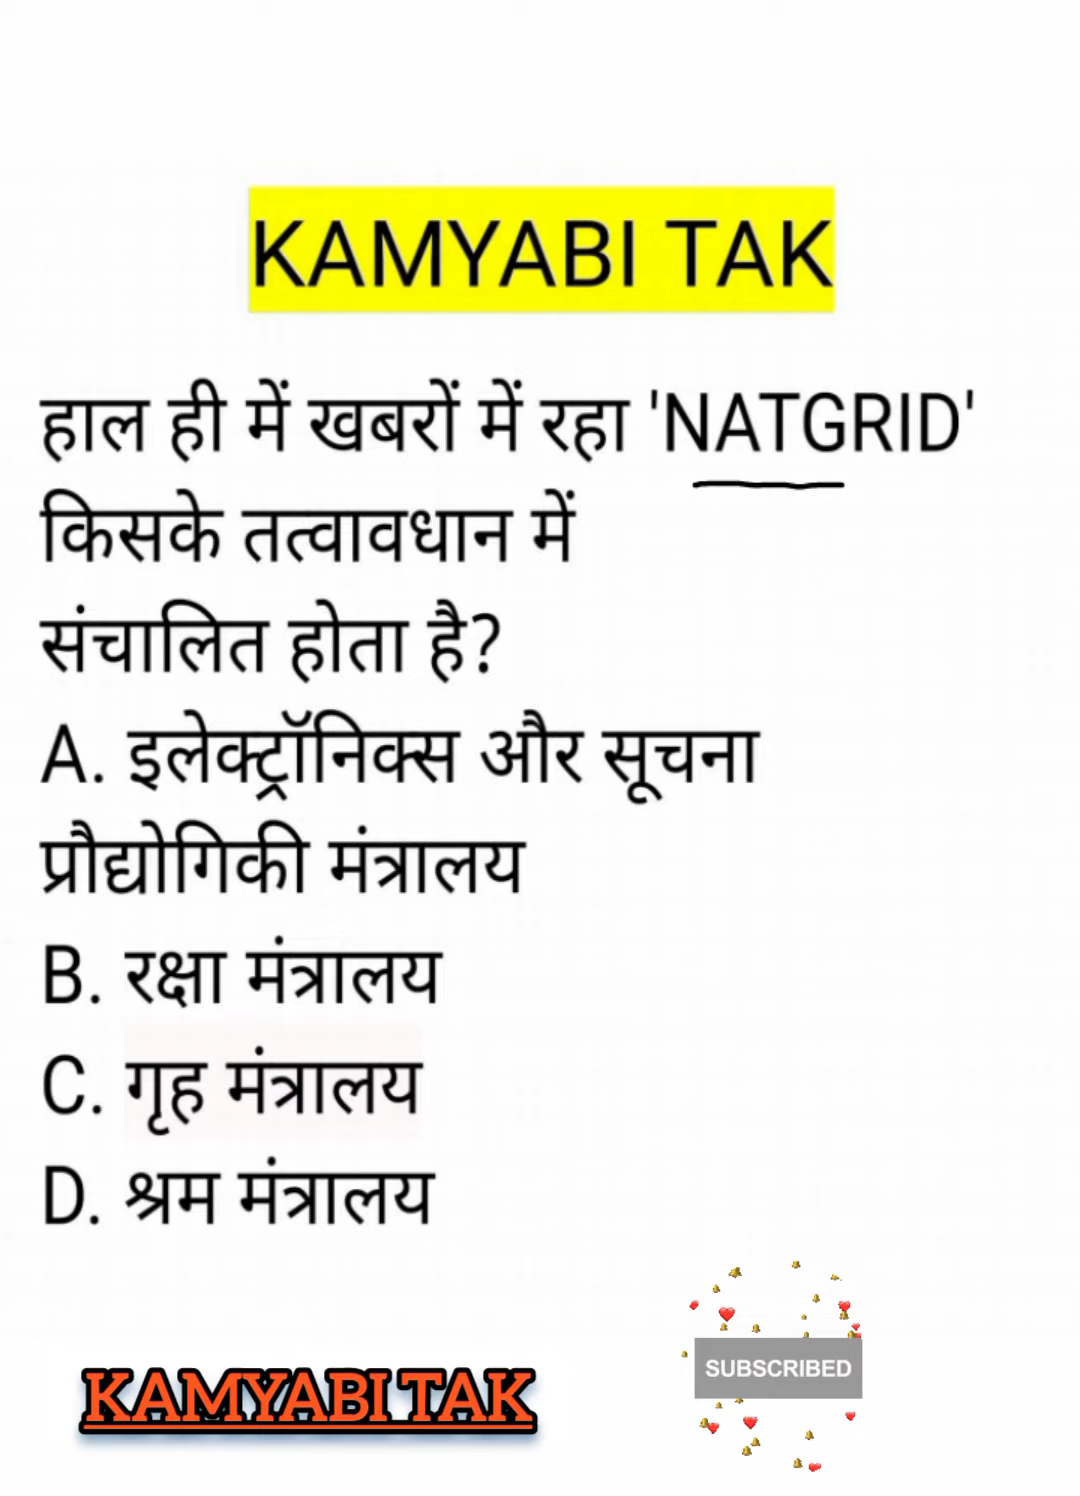 KAMYABI TAK
हाल ही में खबरों में रहा 'NATGRID'
किसके तत्वावधान में
संचालित होता है?
A. इलेक्ट्रॉनिक्स और सूचना
प्रौद्योगिकी मंत्रालय
B. रक्षा मंत्रालय
C. गृह मंत्रालय
D. श्रम मंत्रालय
KAMYABI TAK
SUBSCRIBED